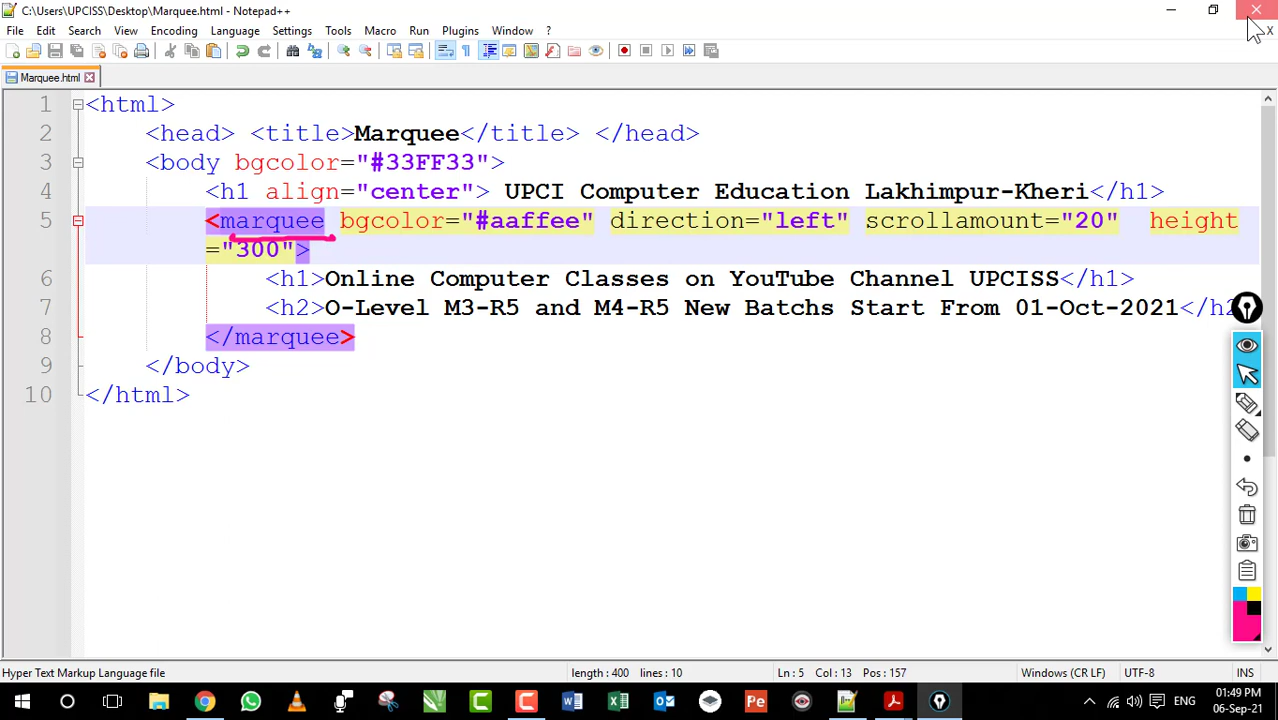 C:\Users\UPCISS\Desktop\Marquee.html - Notepad++
File Edit Search View Encoding Language Settings Tools Macro Run Plugins Window ? X
Marquee.html
1 <html>
2 <head> <title>Marquee</title> </head>
3 <body bgcolor="#33FF33">
4 <h1 align="center"> UPCI Computer Education Lakhimpur-Kheri</h1>
5 <marquee bgcolor="#aaffee" direction="left" scrollamount="20" height
="300">
6 <h1>Online Computer Classes on YouTube Channel UPCISS</h1>
7 <h2>O-Level M3-R5 and M4-R5 New Batchs Start From 01-Oct-2021</h2
8 </marquee>
9 </body>
10 </html>
Hyper Text Markup Language file length : 400 lines : 10 Ln : 5 Col : 13 Pos : 157 Windows (CR LF) UTF-8 INS
ENG 01:49 PM
06-Sep-21